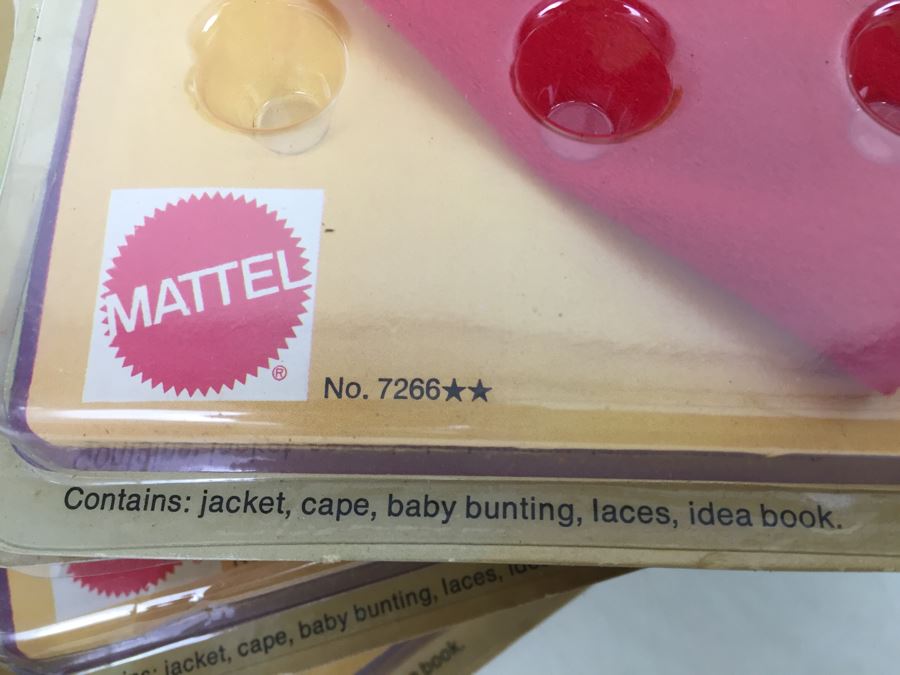 MATTEL
®
No. 7266★★
Contains: jacket, cape, baby bunting, laces, idea book.
jacket, cape, baby bunting, laces,
book.